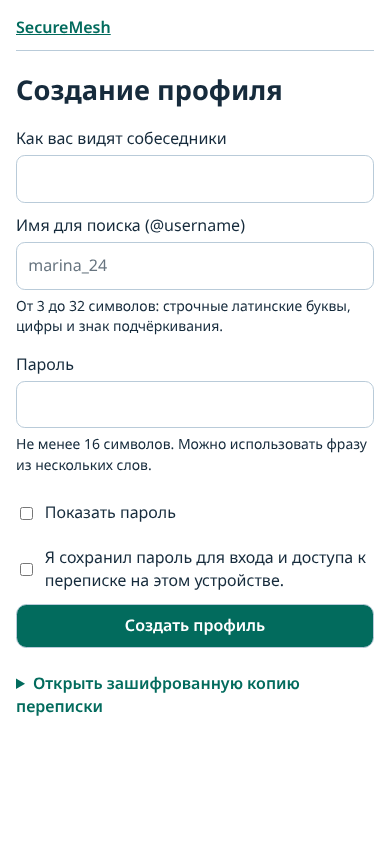 SecureMesh
Создание профиля
Как вас видят собеседники
Имя для поиска (@username)
marina_24
От 3 до 32 символов: строчные латинские буквы,
цифры и знак подчёркивания.
Пароль
Не менее 16 символов. Можно использовать фразу
из нескольких слов.
Показать пароль
Я сохранил пароль для входа и доступа к
переписке на этом устройстве.
Создать профиль
Открыть зашифрованную копию
переписки